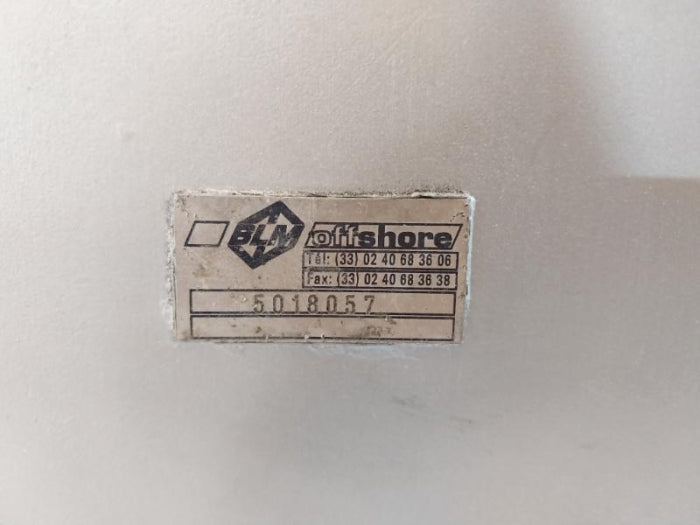 BLM offshore
Tél: (33) 02 40 68 36 06
Fax: (33) 02 40 68 36 38
5018057